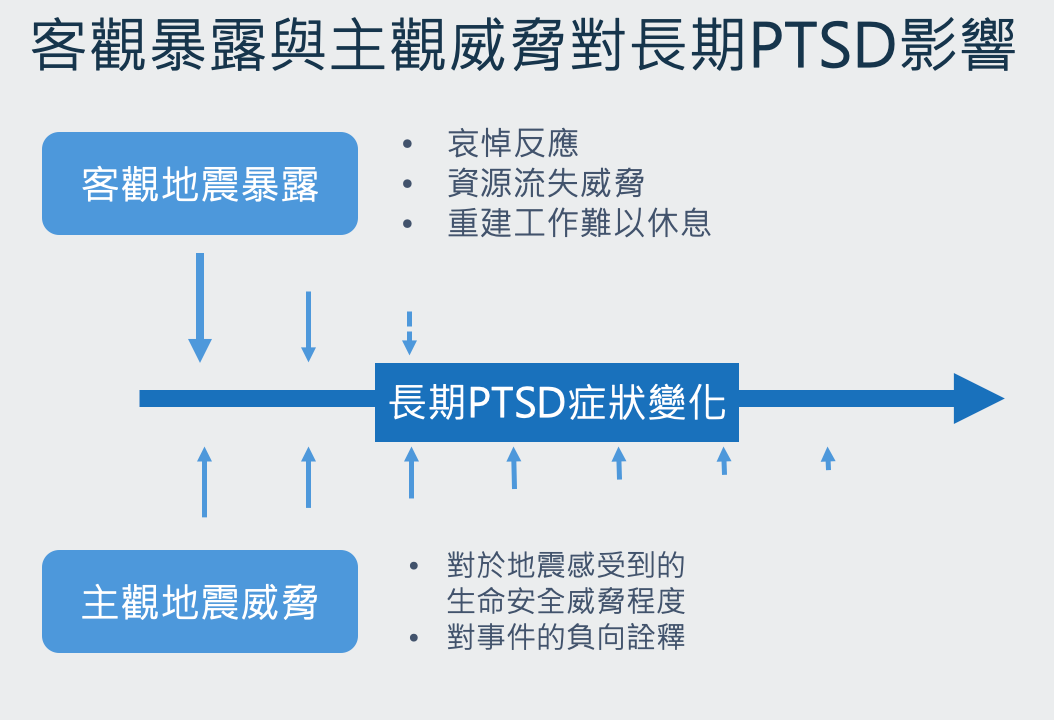 客觀暴露與主觀威脅對長期PTSD影響
客觀地震暴露
• 哀悼反應
• 資源流失威脅
• 重建工作難以休息
長期PTSD症狀變化
主觀地震威脅
• 對於地震感受到的
生命安全威脅程度
• 對事件的負向詮釋